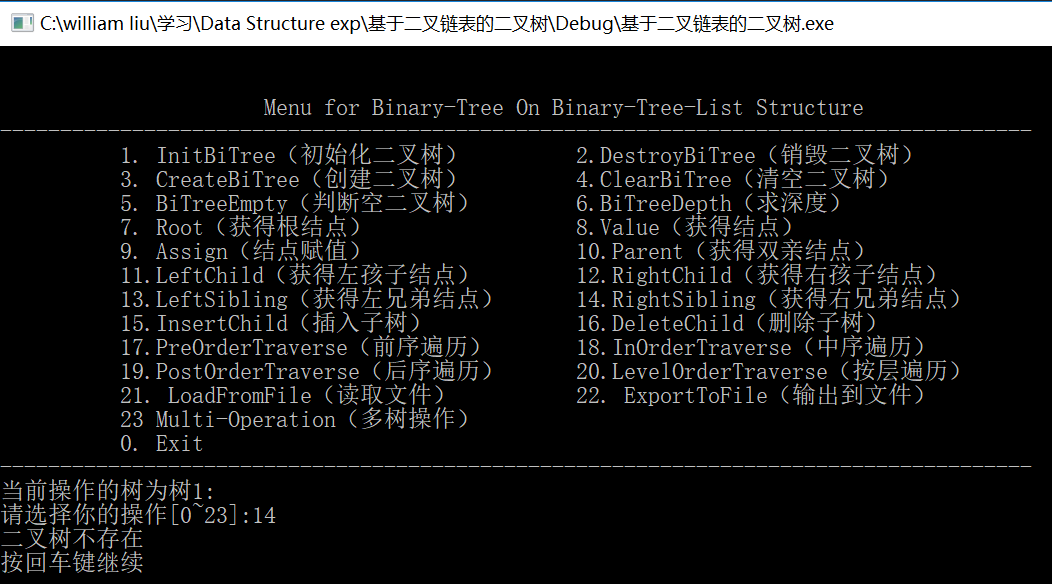 C:\william liu\学习\Data Structure exp\基于二叉链表的二叉树\Debug\基于二叉链表的二叉树.exe
Menu for Binary-Tree On Binary-Tree-List Structure
--------------------------------------------------------------------------------------
1. InitBiTree（初始化二叉树） 2.DestroyBiTree（销毁二叉树）
3. CreateBiTree（创建二叉树） 4.ClearBiTree（清空二叉树）
5. BiTreeEmpty（判断空二叉树） 6.BiTreeDepth（求深度）
7. Root（获得根结点） 8.Value（获得结点）
9. Assign（结点赋值） 10.Parent（获得双亲结点）
11.LeftChild（获得左孩子结点） 12.RightChild（获得右孩子结点）
13.LeftSibling（获得左兄弟结点） 14.RightSibling（获得右兄弟结点）
15.InsertChild（插入子树） 16.DeleteChild（删除子树）
17.PreOrderTraverse（前序遍历） 18.InOrderTraverse（中序遍历）
19.PostOrderTraverse（后序遍历） 20.LevelOrderTraverse（按层遍历）
21. LoadFromFile（读取文件） 22. ExportToFile（输出到文件）
23 Multi-Operation（多树操作）
0. Exit
--------------------------------------------------------------------------------------
当前操作的树为树1:
请选择你的操作[0~23]:14
二叉树不存在
按回车键继续